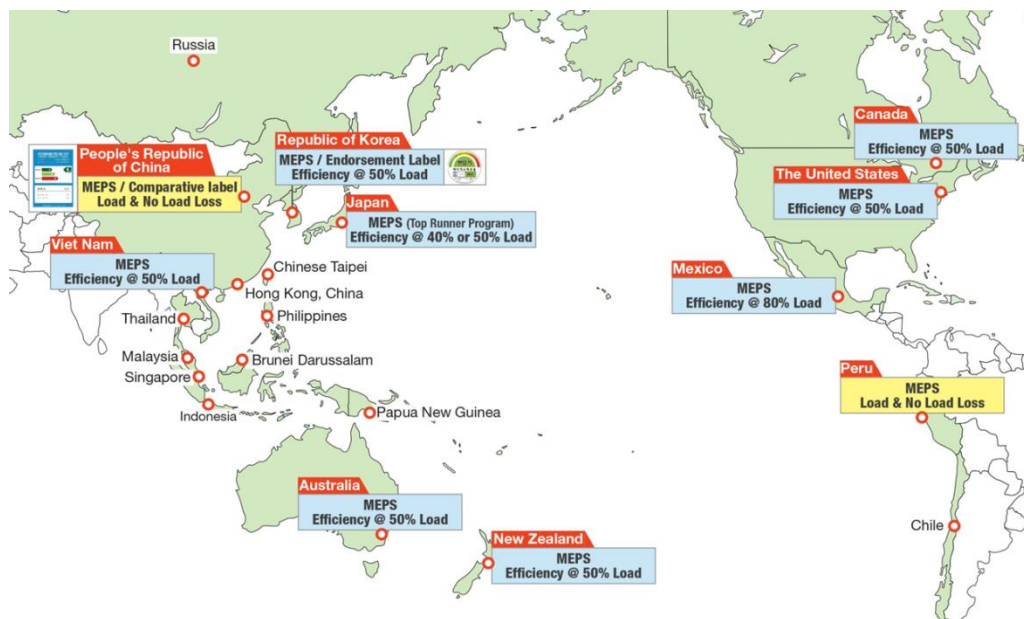 Russia
People's Republic
of China
MEPS / Comparative label
Load & No Load Loss
Republic of Korea
MEPS / Endorsement Label
Efficiency @ 50% Load
Japan
MEPS (Top Runner Program)
Efficiency @ 40% or 50% Load
Canada
MEPS
Efficiency @ 50% Load
The United States
MEPS
Efficiency @ 50% Load
Viet Nam
MEPS
Efficiency @ 50% Load
Chinese Taipei
Hong Kong, China
Mexico
MEPS
Efficiency @ 80% Load
Thailand
Philippines
Malaysia
Brunei Darussalam
Singapore
Indonesia
Papua New Guinea
Peru
MEPS
Load & No Load Loss
Australia
MEPS
Efficiency @ 50% Load
Chile
New Zealand
MEPS
Efficiency @ 50% Load